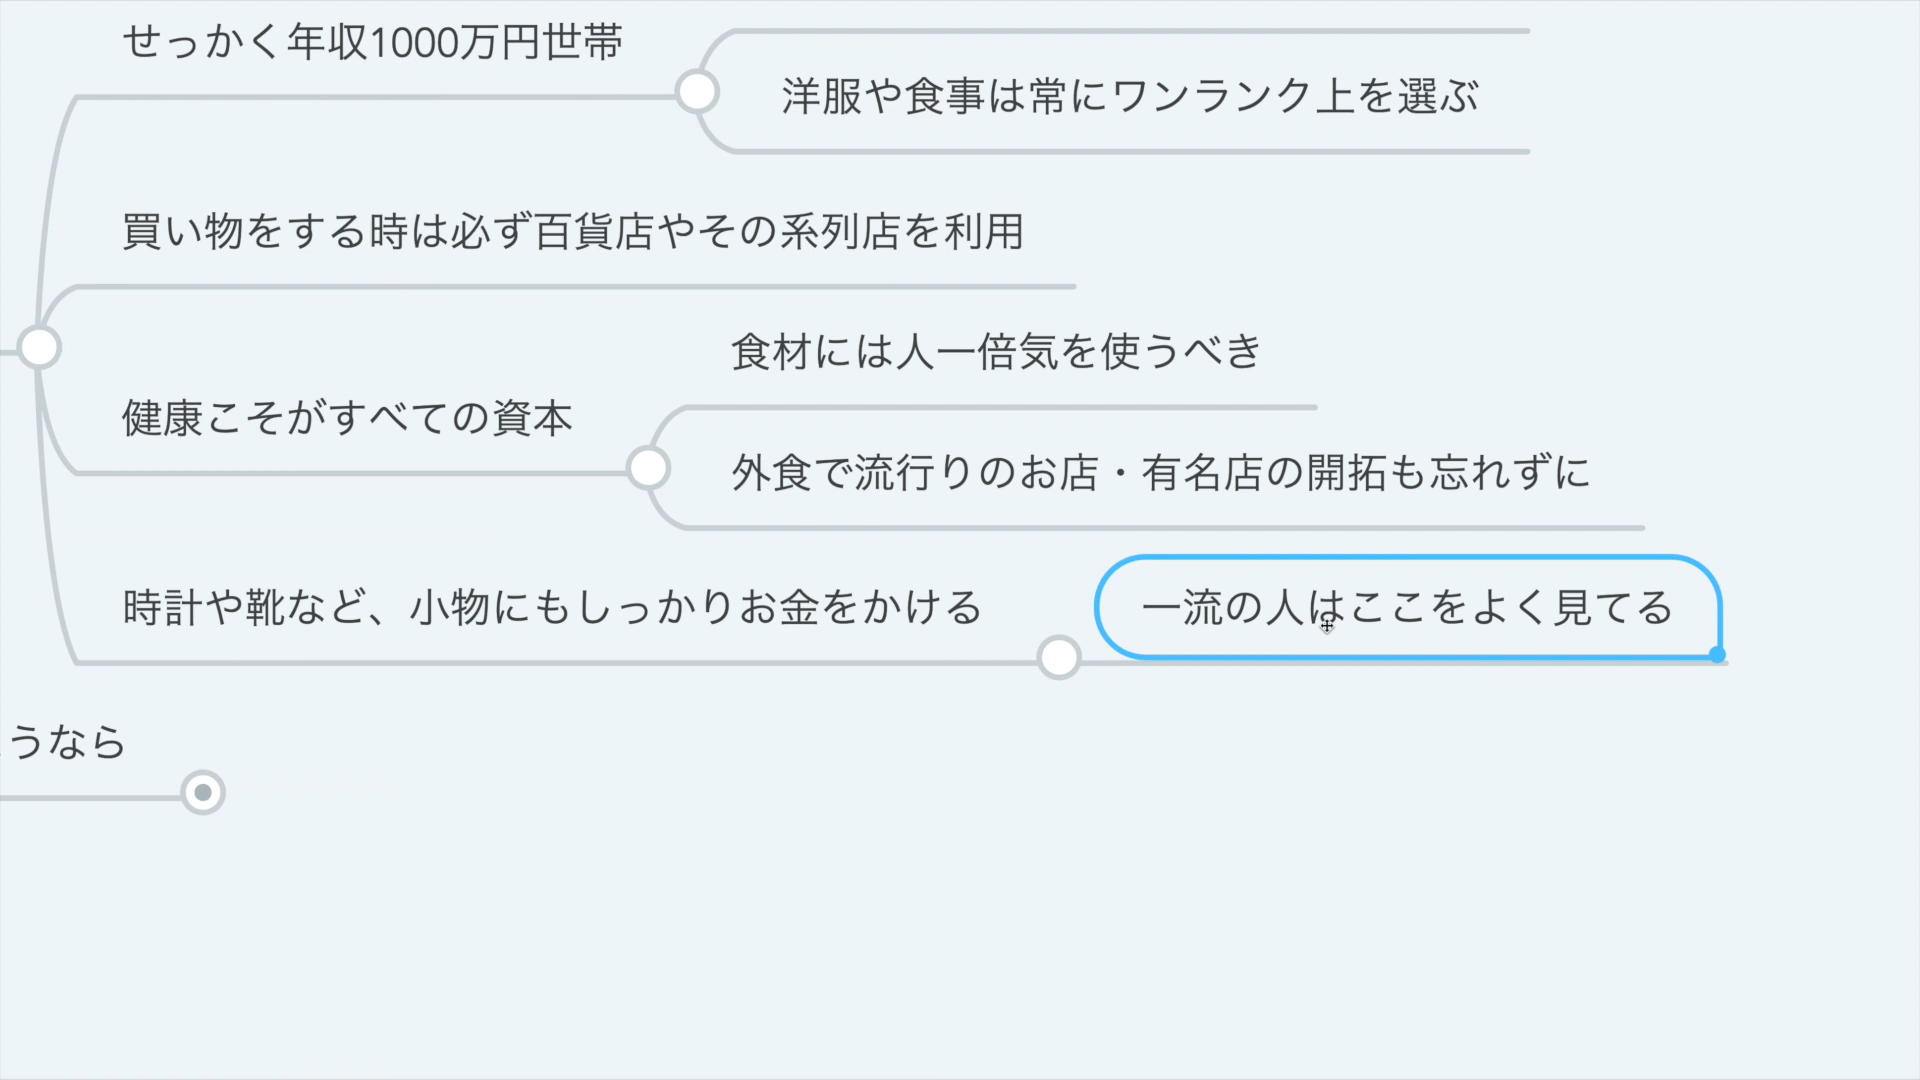 せっかく年収1000万円世帯
洋服や食事は常にワンランク上を選ぶ
買い物をする時は必ず百貨店やその系列店を利用
健康こそがすべての資本
食材には人一倍気を使うべき
外食で流行りのお店・有名店の開拓も忘れずに
時計や靴など、小物にもしっかりお金をかける
一流の人はここをよく見てる
うなら